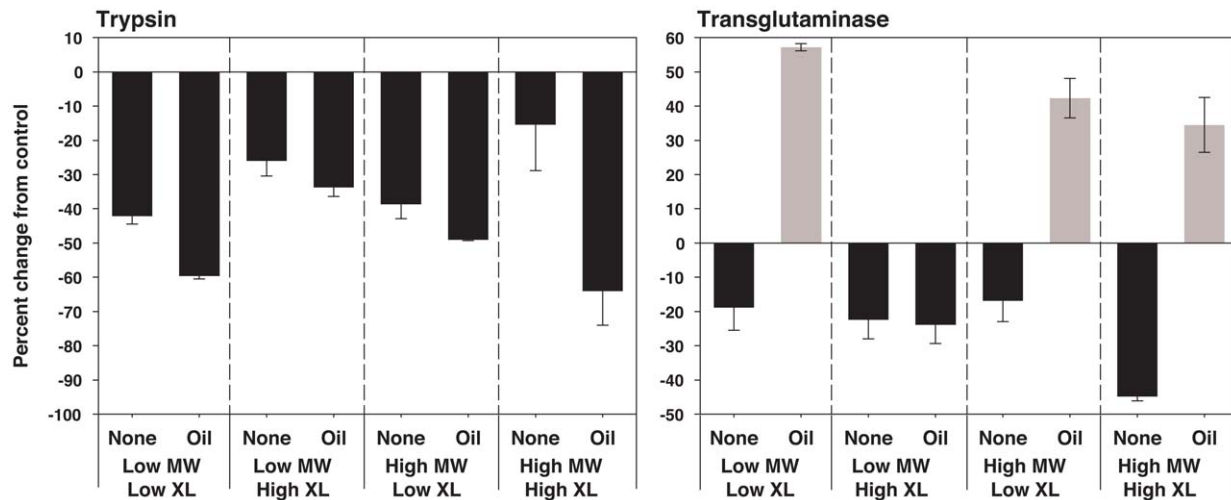 Trypsin
Percent change from control
10
0
-10
-20
-30
-40
-50
-60
-70
-80
-90
-100
None Oil None Oil None Oil None Oil
Low MW Low MW High MW High MW
Low XL High XL Low XL High XL
Transglutaminase
60
50
40
30
20
10
0
-10
-20
-30
-40
-50
None Oil None Oil None Oil None Oil
Low MW Low MW High MW High MW
Low XL High XL Low XL High XL